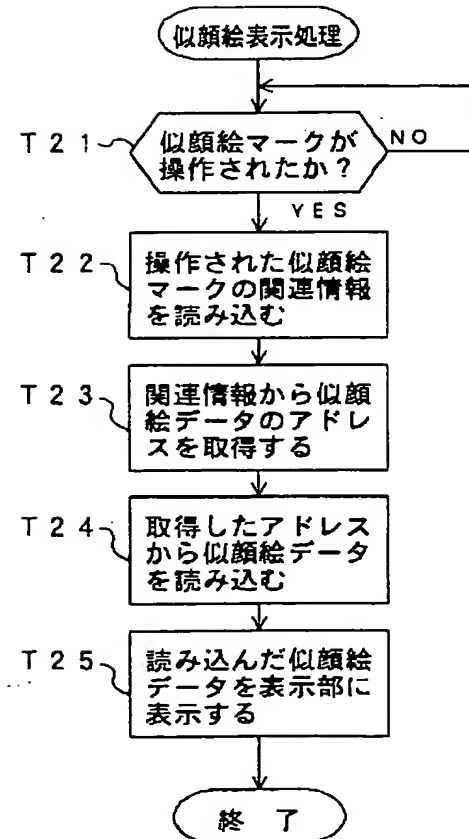 似顔絵表示処理
T21
似顔絵マークが
操作されたか?
NO
YES
T22
操作された似顔絵
マークの関連情報
を読み込む
T23
関連情報から似顔
絵データのアドレ
スを取得する
T24
取得したアドレス
から似顔絵データ
を読み込む
T25
読み込んだ似顔絵
データを表示部に
表示する
終 了